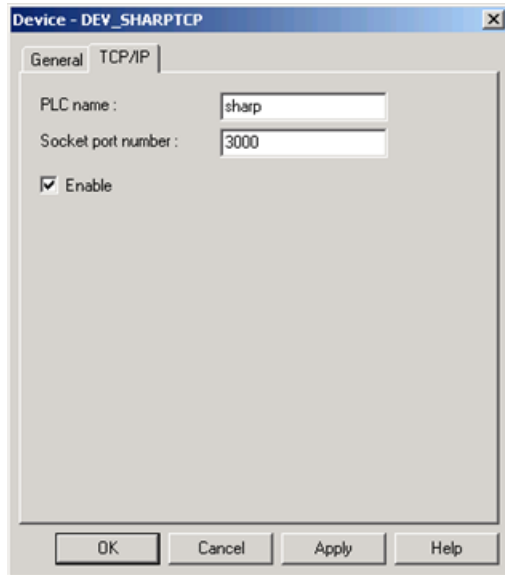 Device - DEV_SHARPTCP
General TCP/IP
PLC name : sharp
Socket port number : 3000
Enable
OK Cancel Apply Help